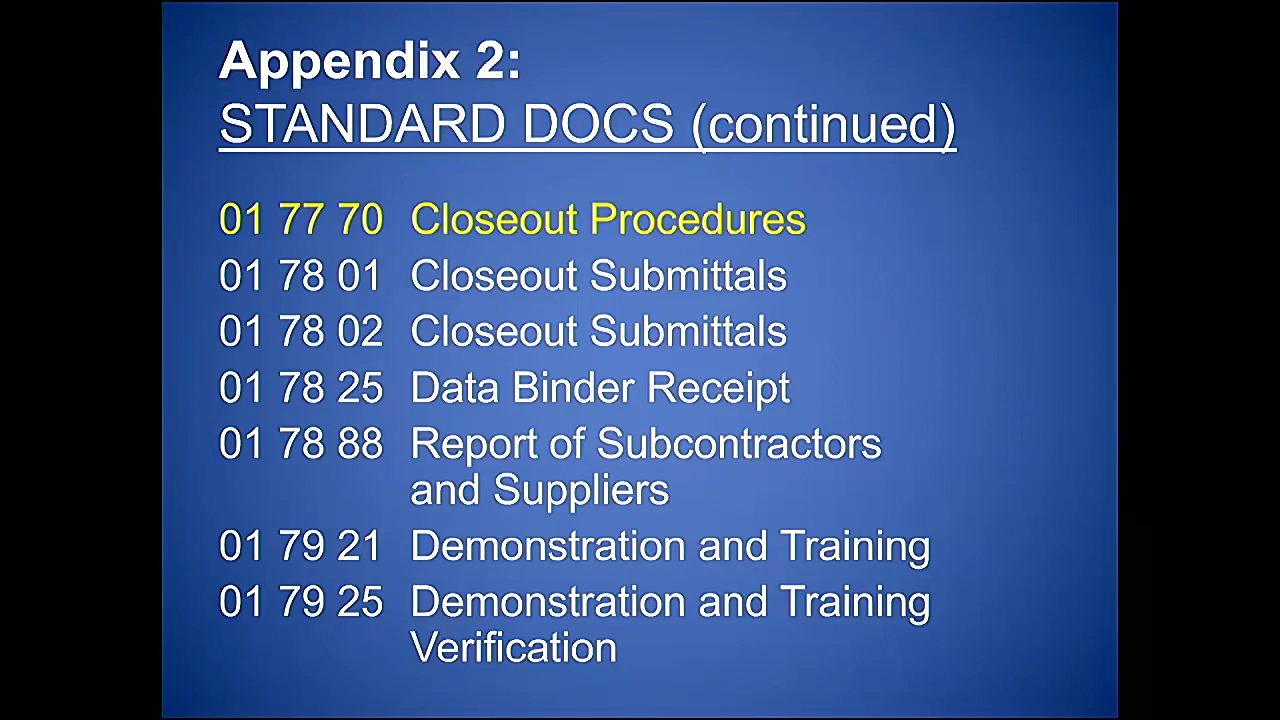 Appendix 2:
STANDARD DOCS (continued)
01 77 70 Closeout Procedures
01 78 01 Closeout Submittals
01 78 02 Closeout Submittals
01 78 25 Data Binder Receipt
01 78 88 Report of Subcontractors
and Suppliers
01 79 21 Demonstration and Training
01 79 25 Demonstration and Training
Verification